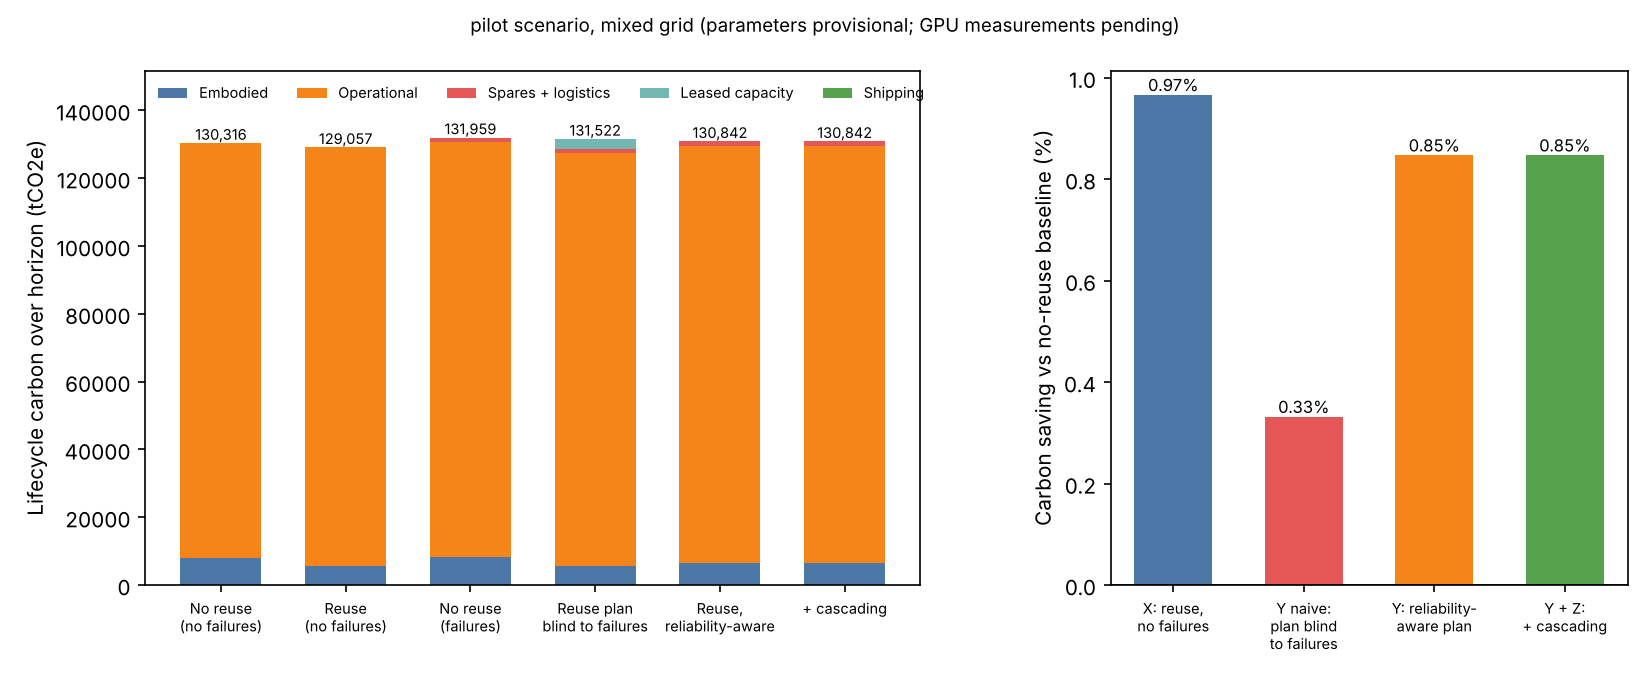 pilot scenario, mixed grid (parameters provisional; GPU measurements pending)
Lifecycle carbon over horizon (tCO2e)
140000
120000
100000
80000
60000
40000
20000
0
Embodied
Operational
Spares + logistics
Leased capacity
Shipping
130,316
129,057
131,959
131,522
130,842
130,842
No reuse
(no failures)
Reuse
(no failures)
No reuse
(failures)
Reuse plan
blind to failures
Reuse,
reliability-aware
+ cascading
Carbon saving vs no-reuse baseline (%)
1.0
0.8
0.6
0.4
0.2
0.0
0.97%
0.33%
0.85%
0.85%
X: reuse,
no failures
Y naive:
plan blind
to failures
Y: reliability-
aware plan
Y + Z:
+ cascading